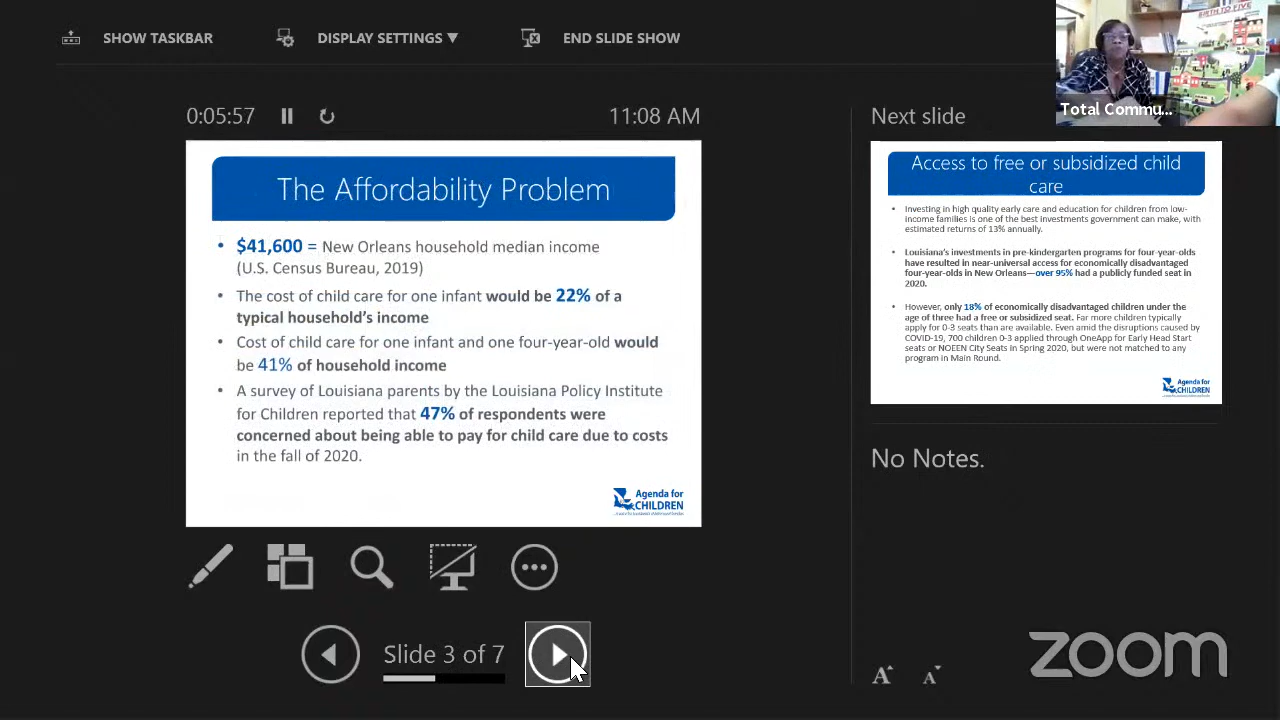 SHOW TASKBAR
DISPLAY SETTINGS ▼
END SLIDE SHOW
BIRTH TO FIVE
Total Commu...
0:05:57
11:08 AM
Next slide
The Affordability Problem
• $41,600 = New Orleans household median income
(U.S. Census Bureau, 2019)
• The cost of child care for one infant would be 22% of a
typical household's income
• Cost of child care for one infant and one four-year-old would
be 41% of household income
• A survey of Louisiana parents by the Louisiana Policy Institute
for Children reported that 47% of respondents were
concerned about being able to pay for child care due to costs
in the fall of 2020.
Agenda for
CHILDREN
Access to free or subsidized child
care
• Investing in high quality early care and education for children from low-
income families is one of the best investments government can make, with
estimated returns of 13% annually.
• Louisiana's investments in pre-kindergarten programs for four-year-olds
have resulted in near-universal access for economically disadvantaged
four-year-olds in New Orleans—over 95% had a publicly funded seat in
2020.
• However, only 18% of economically disadvantaged children under the
age of three had a free or subsidized seat. Far more children typically
apply for 0-3 seats than are available. Even amid the disruptions caused by
COVID-19, 700 children 0-3 applied through OneApp for Early Head Start
seats or NOEEN City Seats in Spring 2020, but were not matched to any
program in Main Round.
Agenda for
CHILDREN
No Notes.
Slide 3 of 7
A A
zoom